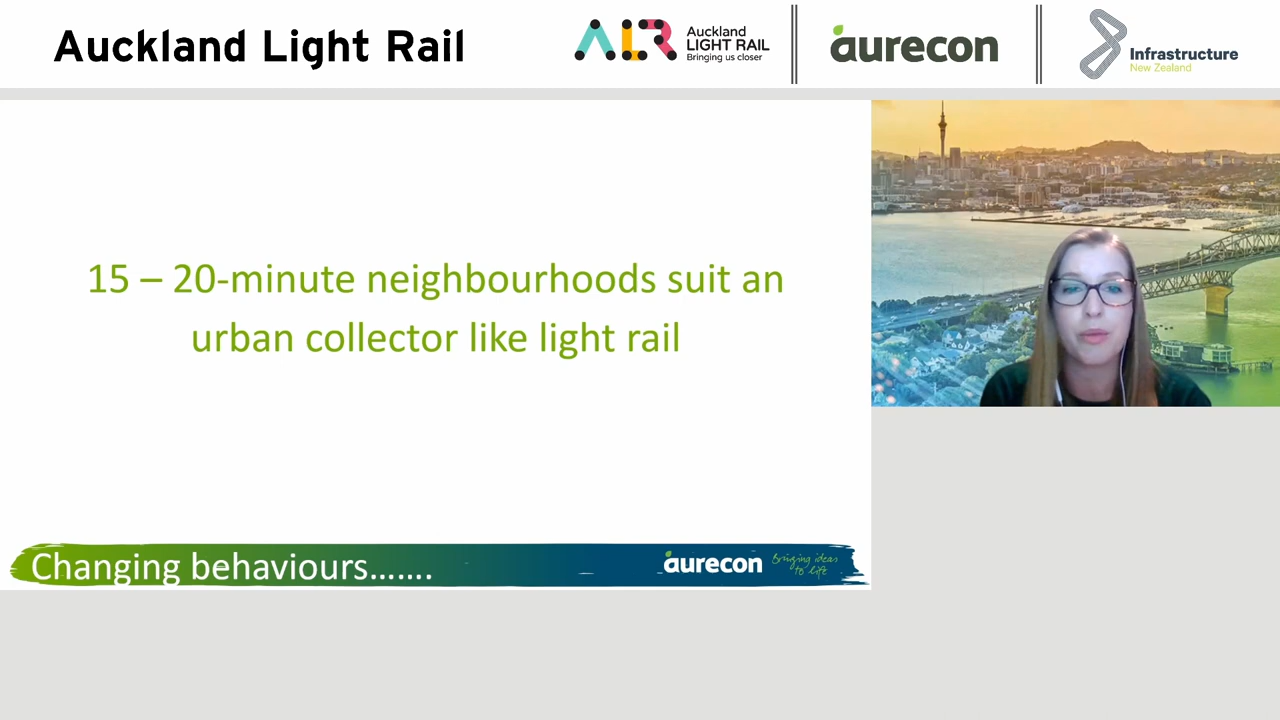 Auckland Light Rail
Auckland
LIGHT RAIL
Bringing us closer
aurecon
Infrastructure
New Zealand
15 – 20-minute neighbourhoods suit an
urban collector like light rail
Changing behaviours…….
aurecon
Bringing ideas
to life